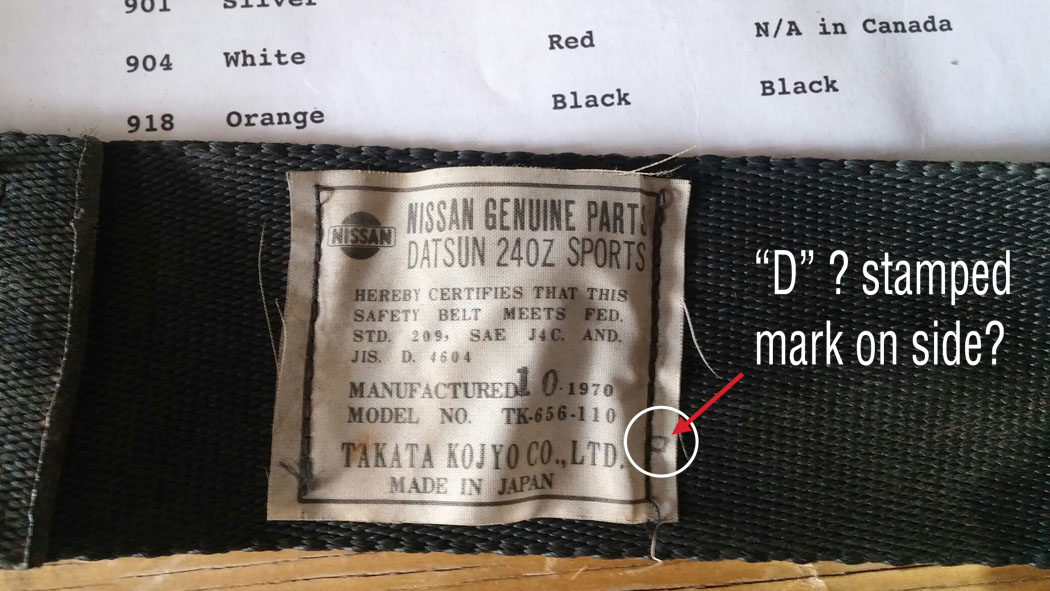 901 Silver
904 White Red N/A in Canada
918 Orange Black Black
NISSAN
NISSAN GENUINE PARTS
DATSUN 240Z SPORTS
HEREBY CERTIFIES THAT THIS
SAFETY BELT MEETS FED.
STD. 209, SAE J4C. AND.
JIS. D. 4604
MANUFACTURED 10·1970
MODEL NO. TK-656-110
TAKATA KOJYO CO., LTD.
MADE IN JAPAN
“D” ? stamped
mark on side?